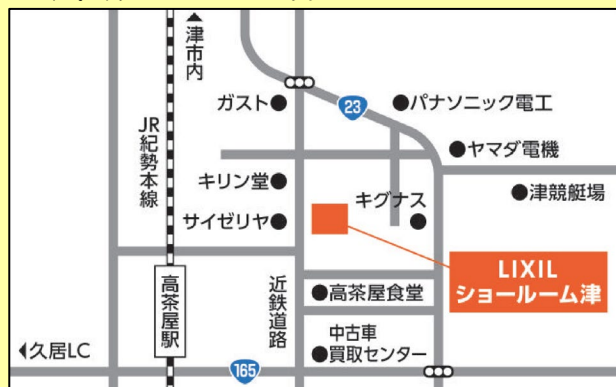 ▲津市内
ガスト●
23
●パナソニック電工
JR紀勢本線
●ヤマダ電機
キリン堂●
キグナス●
●津競艇場
サイゼリヤ●
LIXIL
ショールーム津
高茶屋駅
近鉄道路
●高茶屋食堂
中古車
●買取センター
◀久居LC
165